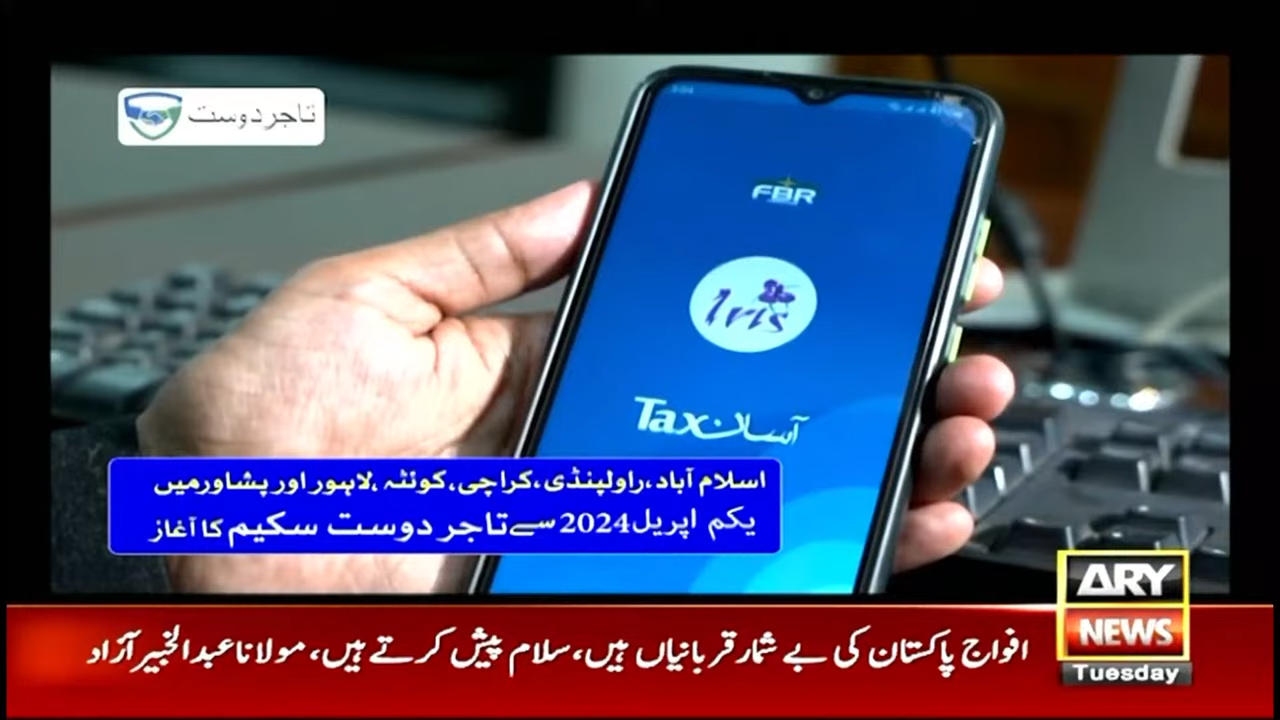 تاجر دوست
FBR
Iris
آسان Tax
اسلام آباد،راولپنڈی،کراچی،کوئٹہ،لاہور اور پشاور میں
یکم اپریل 2024 سے تاجر دوست سکیم کا آغاز
ARY
NEWS
Tuesday
افواج پاکستان کی بے شمار قربانیاں ہیں، سلام پیش کرتے ہیں، مولانا عبدالخبیر آزاد